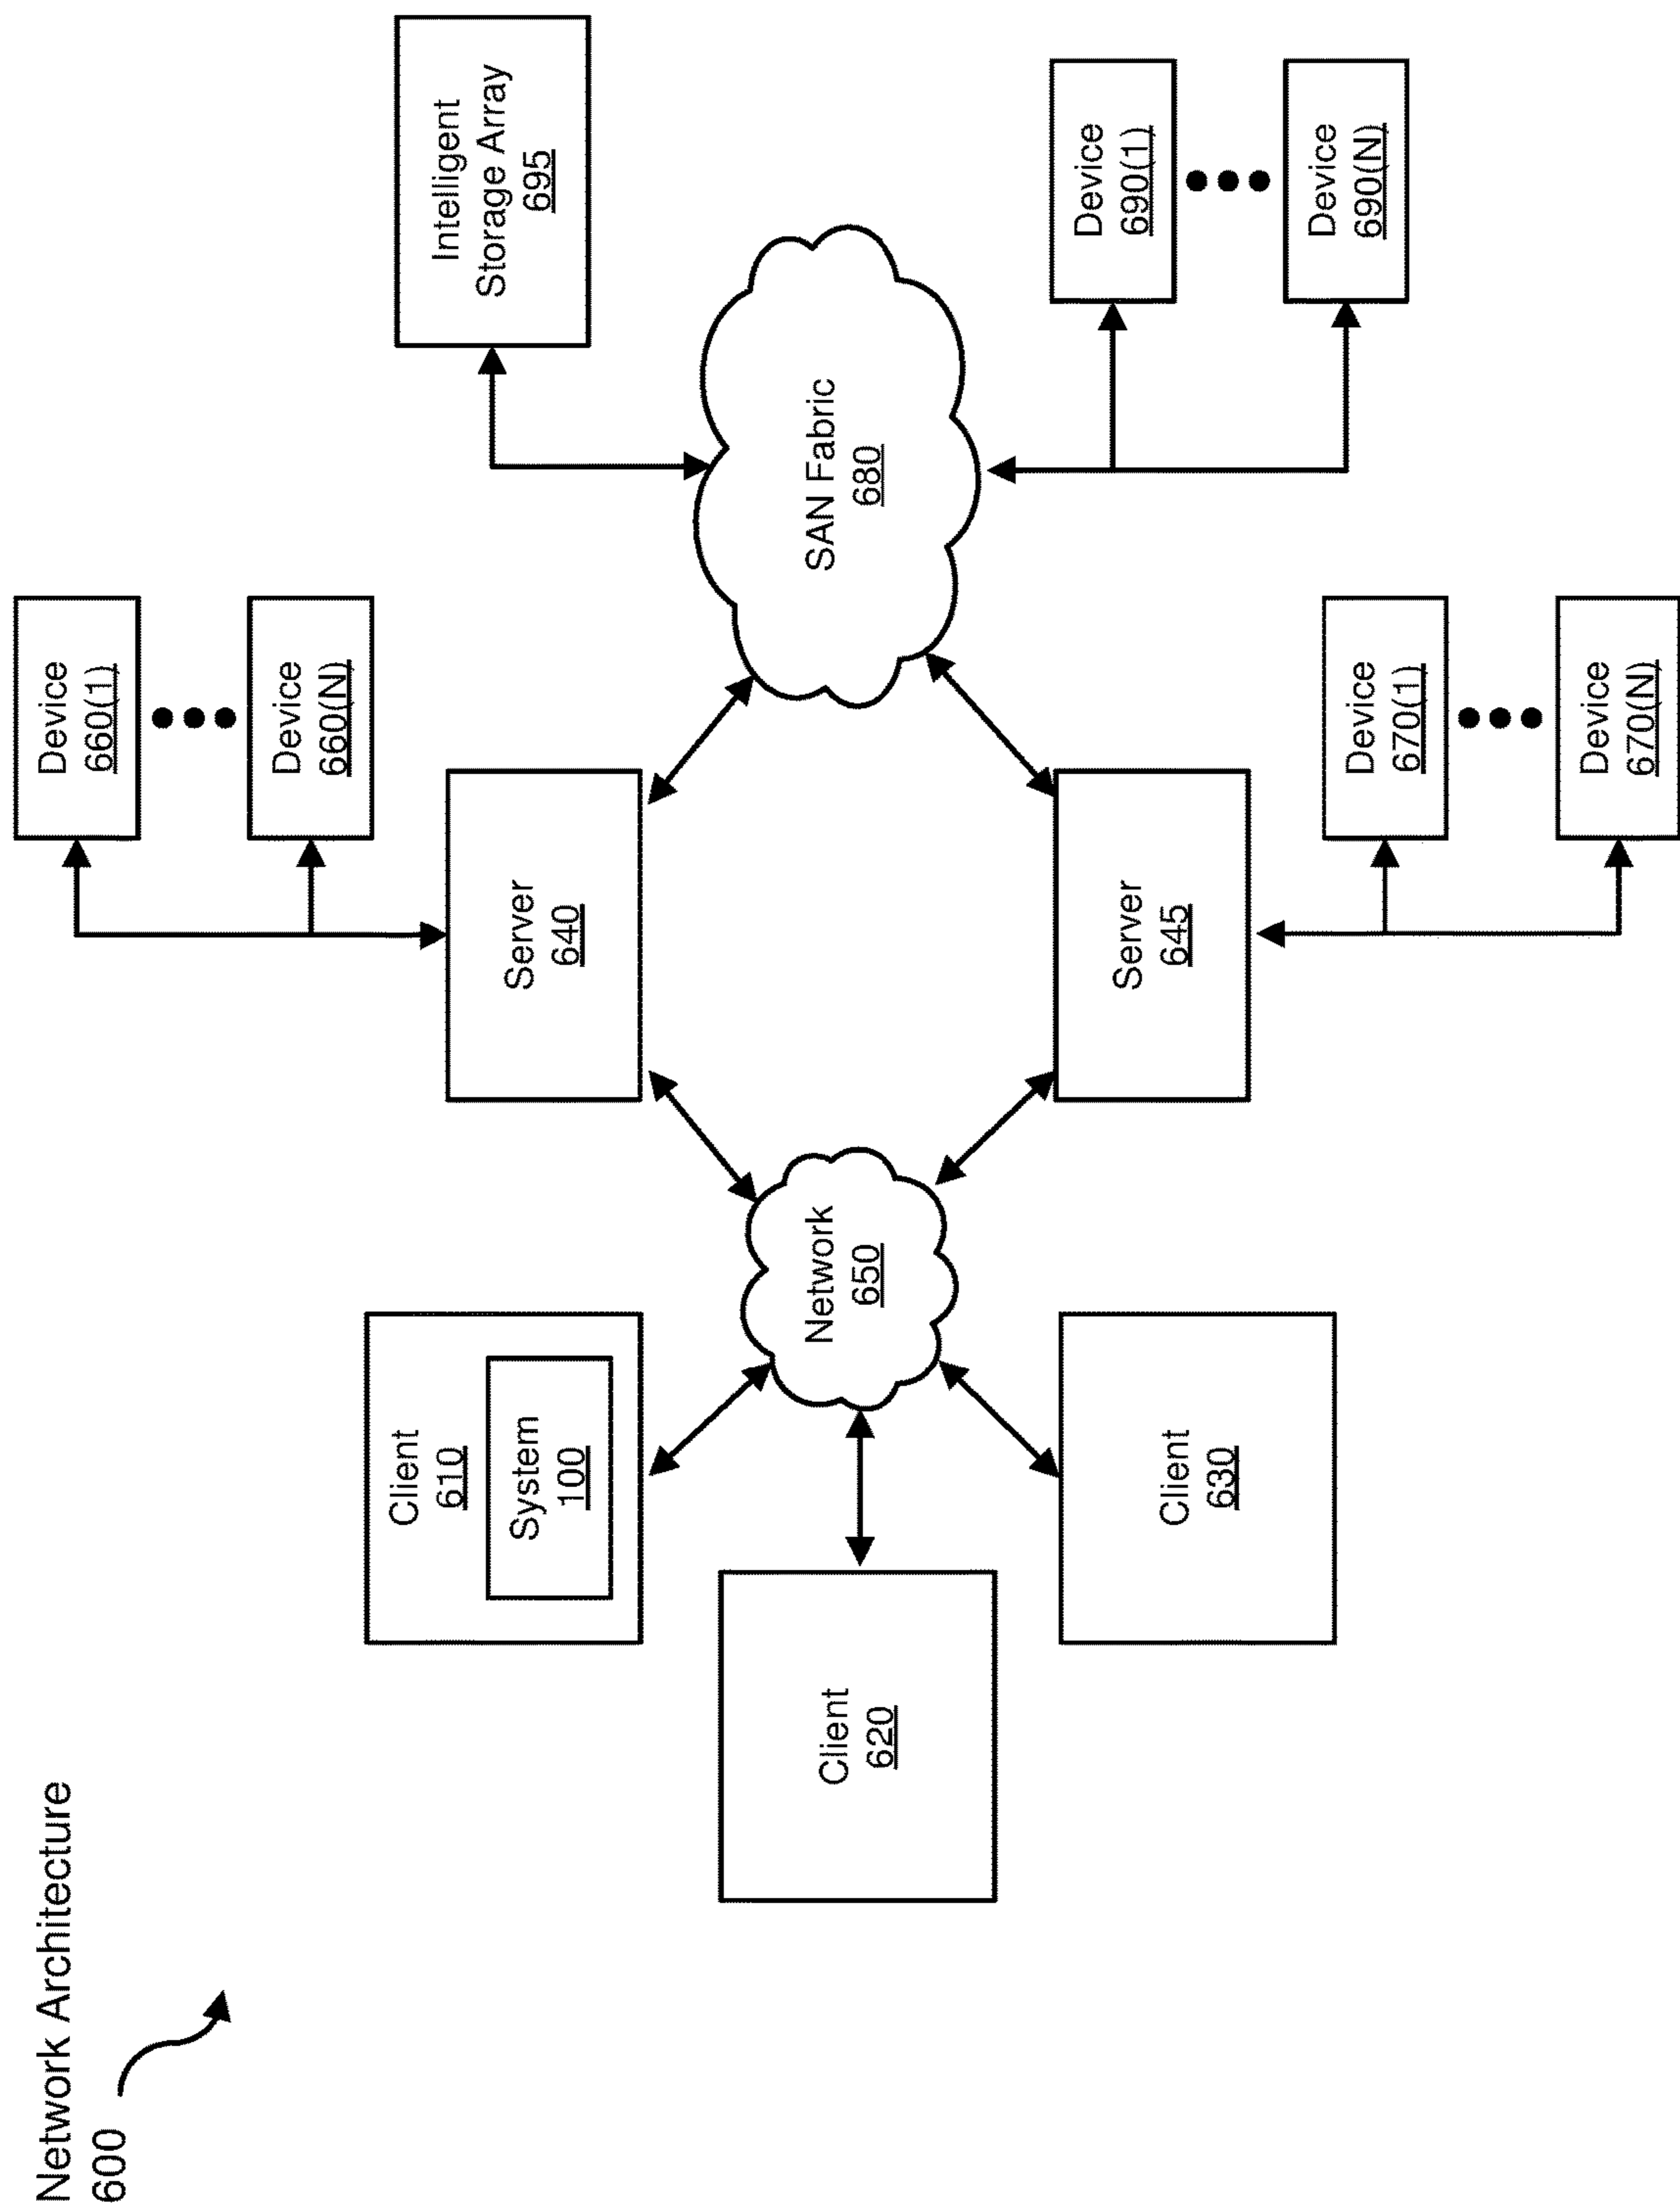 Network Architecture
600
Client
610
System
100
Client
620
Client
630
Network
650
Server
640
Server
645
Device
660(1)
Device
660(N)
Device
670(1)
Device
670(N)
SAN Fabric
680
Intelligent
Storage Array
695
Device
690(1)
Device
690(N)